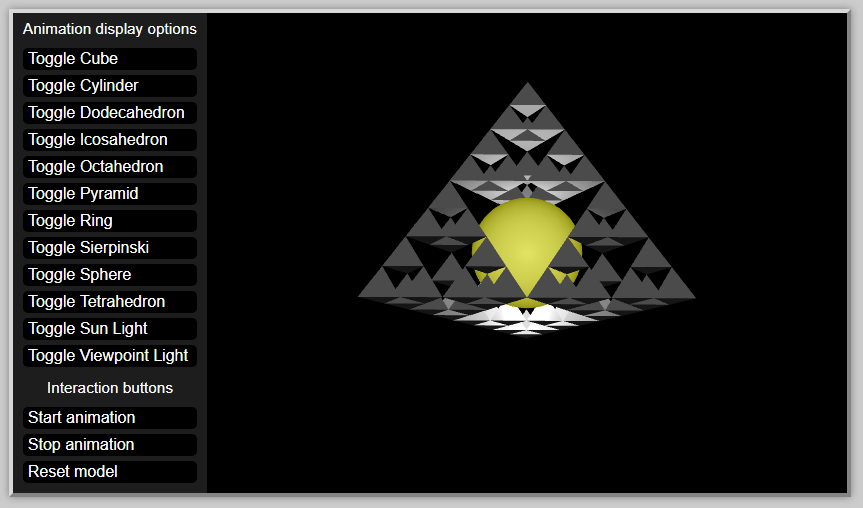 Animation display options
Toggle Cube
Toggle Cylinder
Toggle Dodecahedron
Toggle Icosahedron
Toggle Octahedron
Toggle Pyramid
Toggle Ring
Toggle Sierpinski
Toggle Sphere
Toggle Tetrahedron
Toggle Sun Light
Toggle Viewpoint Light
Interaction buttons
Start animation
Stop animation
Reset model